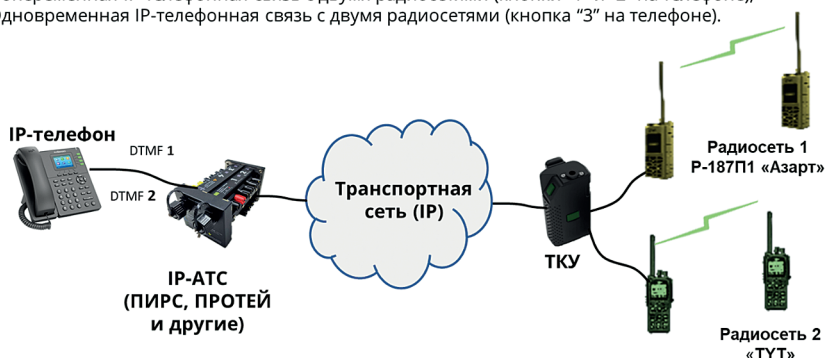 одновременная IP-телефонная связь с двумя радиосетями (кнопка “3” на телефоне).
IP-телефон
DTMF 1
DTMF 2
IP-АТС
(ПИРС, ПРОТЕЙ
и другие)
Транспортная
сеть (IP)
ТКУ
Радиосеть 1
Р-187П1 «Азарт»
Радиосеть 2
«TYT»